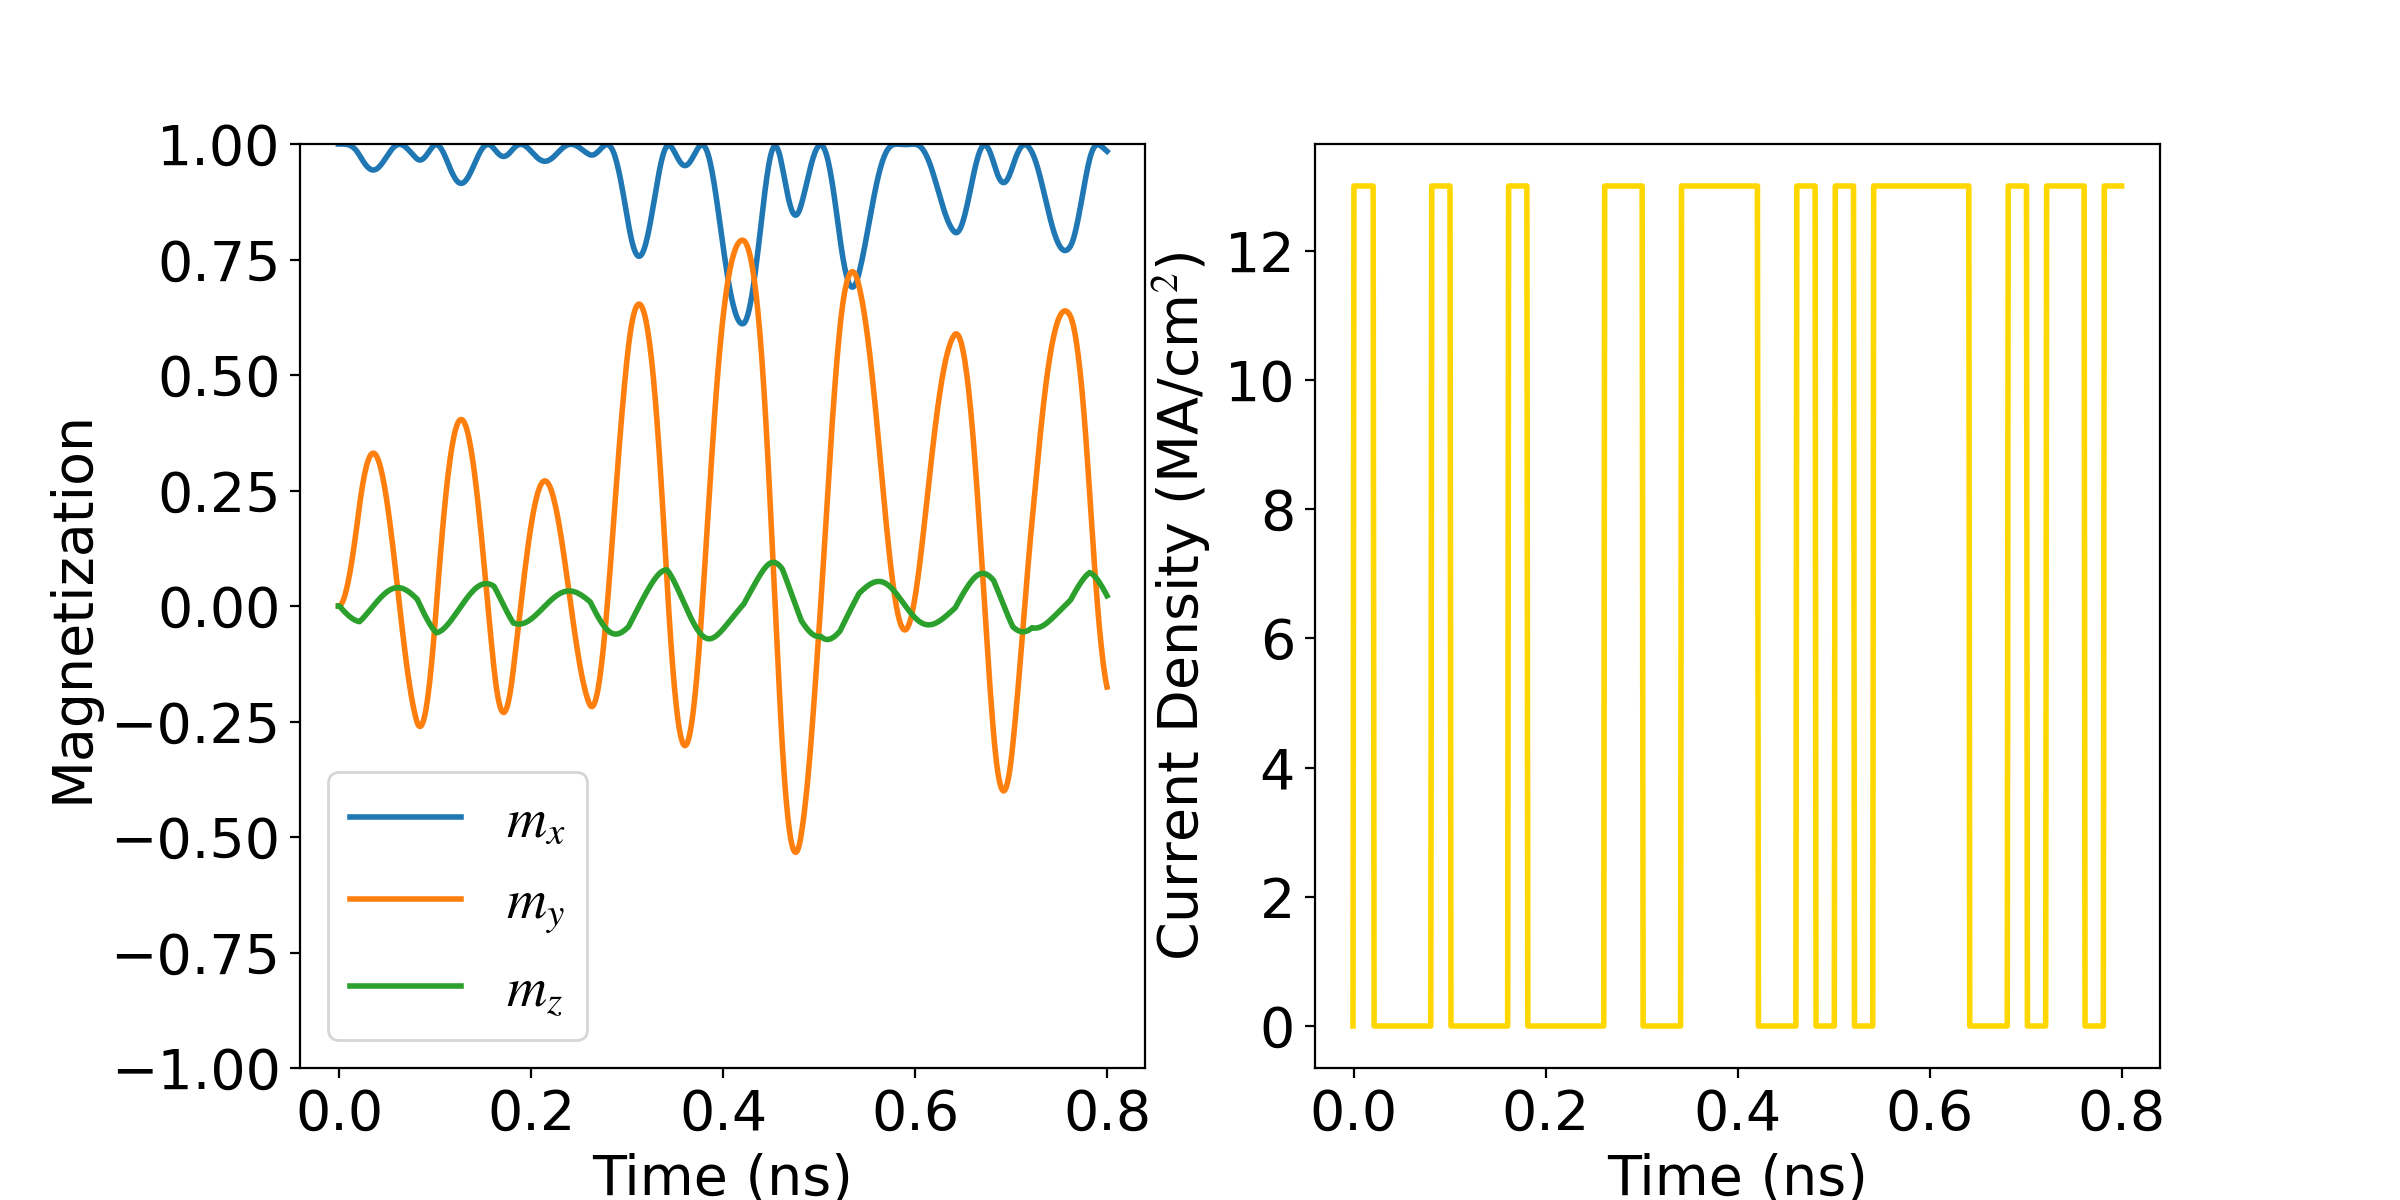 1.00
0.75
0.50
0.25
0.00
−0.25
−0.50
−0.75
−1.00
Magnetization
m_x
m_y
m_z
0.0 0.2 0.4 0.6 0.8
Time (ns)
Current Density (MA/cm²)
12
10
8
6
4
2
0
0.0 0.2 0.4 0.6 0.8
Time (ns)